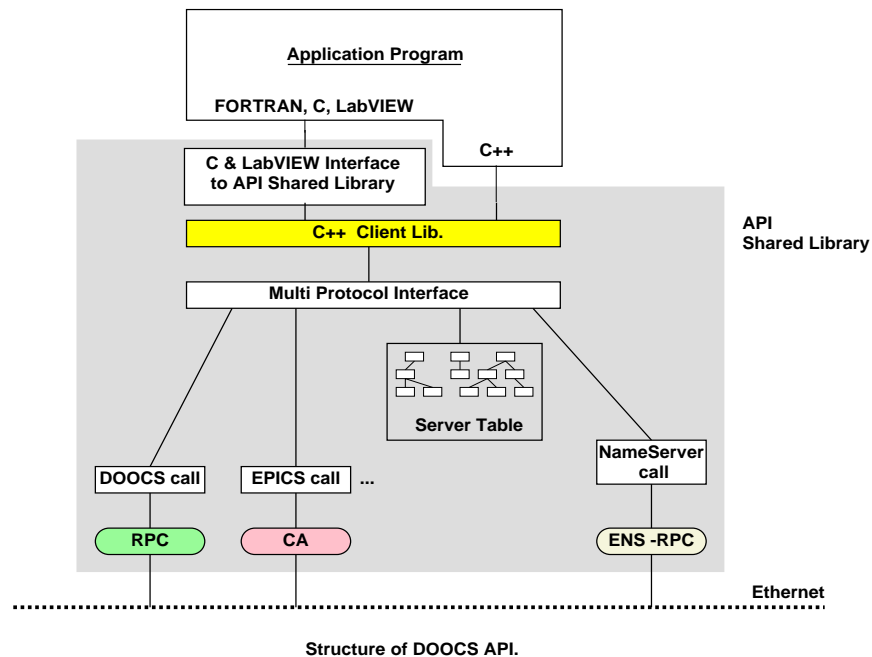 Application Program
FORTRAN, C, LabVIEW
C++
C & LabVIEW Interface
to API Shared Library
C++ Client Lib.
API
Shared Library
Multi Protocol Interface
Server Table
NameServer
call
DOOCS call
EPICS call
...
RPC
CA
ENS -RPC
Ethernet
Structure of DOOCS API.